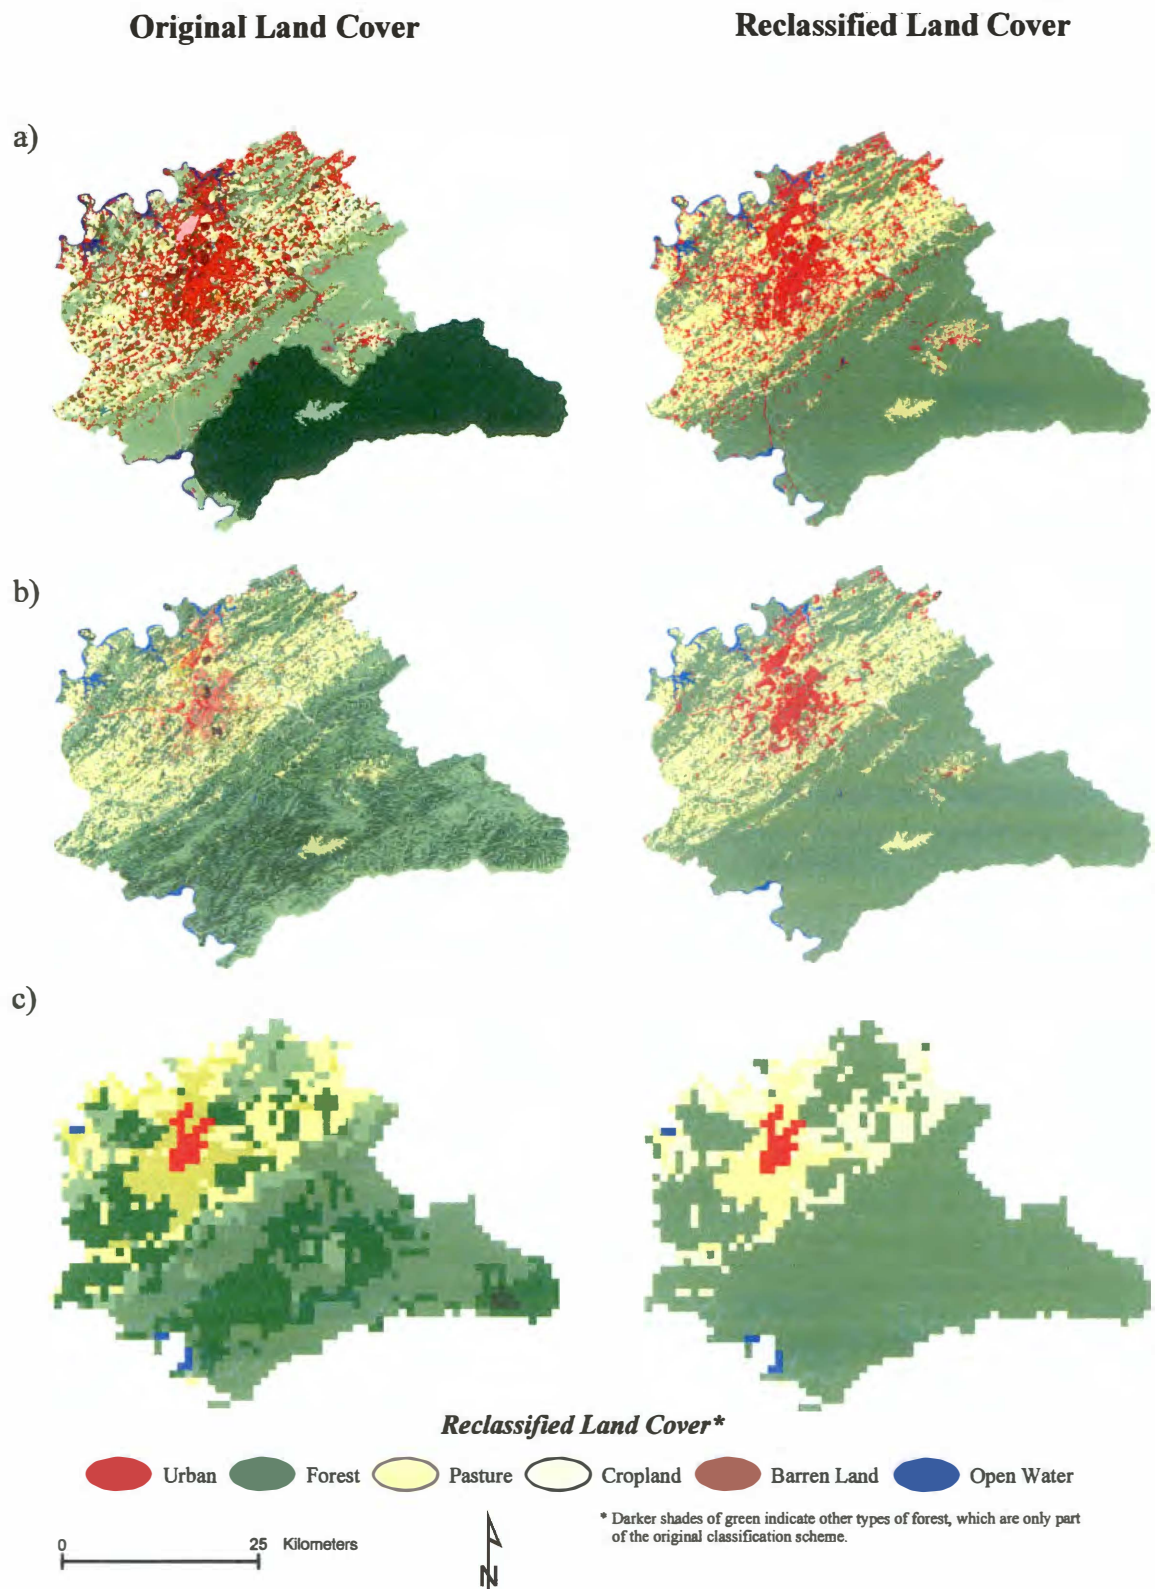 Original Land Cover
Reclassified Land Cover
a)
b)
c)
Reclassified Land Cover*
Urban
Forest
Pasture
Cropland
Barren Land
Open Water
* Darker shades of green indicate other types of forest, which are only part
of the original classification scheme.
0
25
Kilometers
N